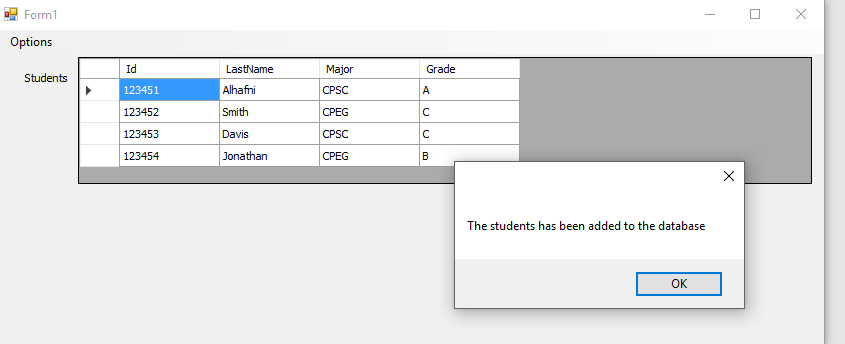 Form1
Options
Students
Id LastName Major Grade
123451 Alhafni CPSC A
123452 Smith CPEG C
123453 Davis CPSC C
123454 Jonathan CPEG B
The students has been added to the database
OK